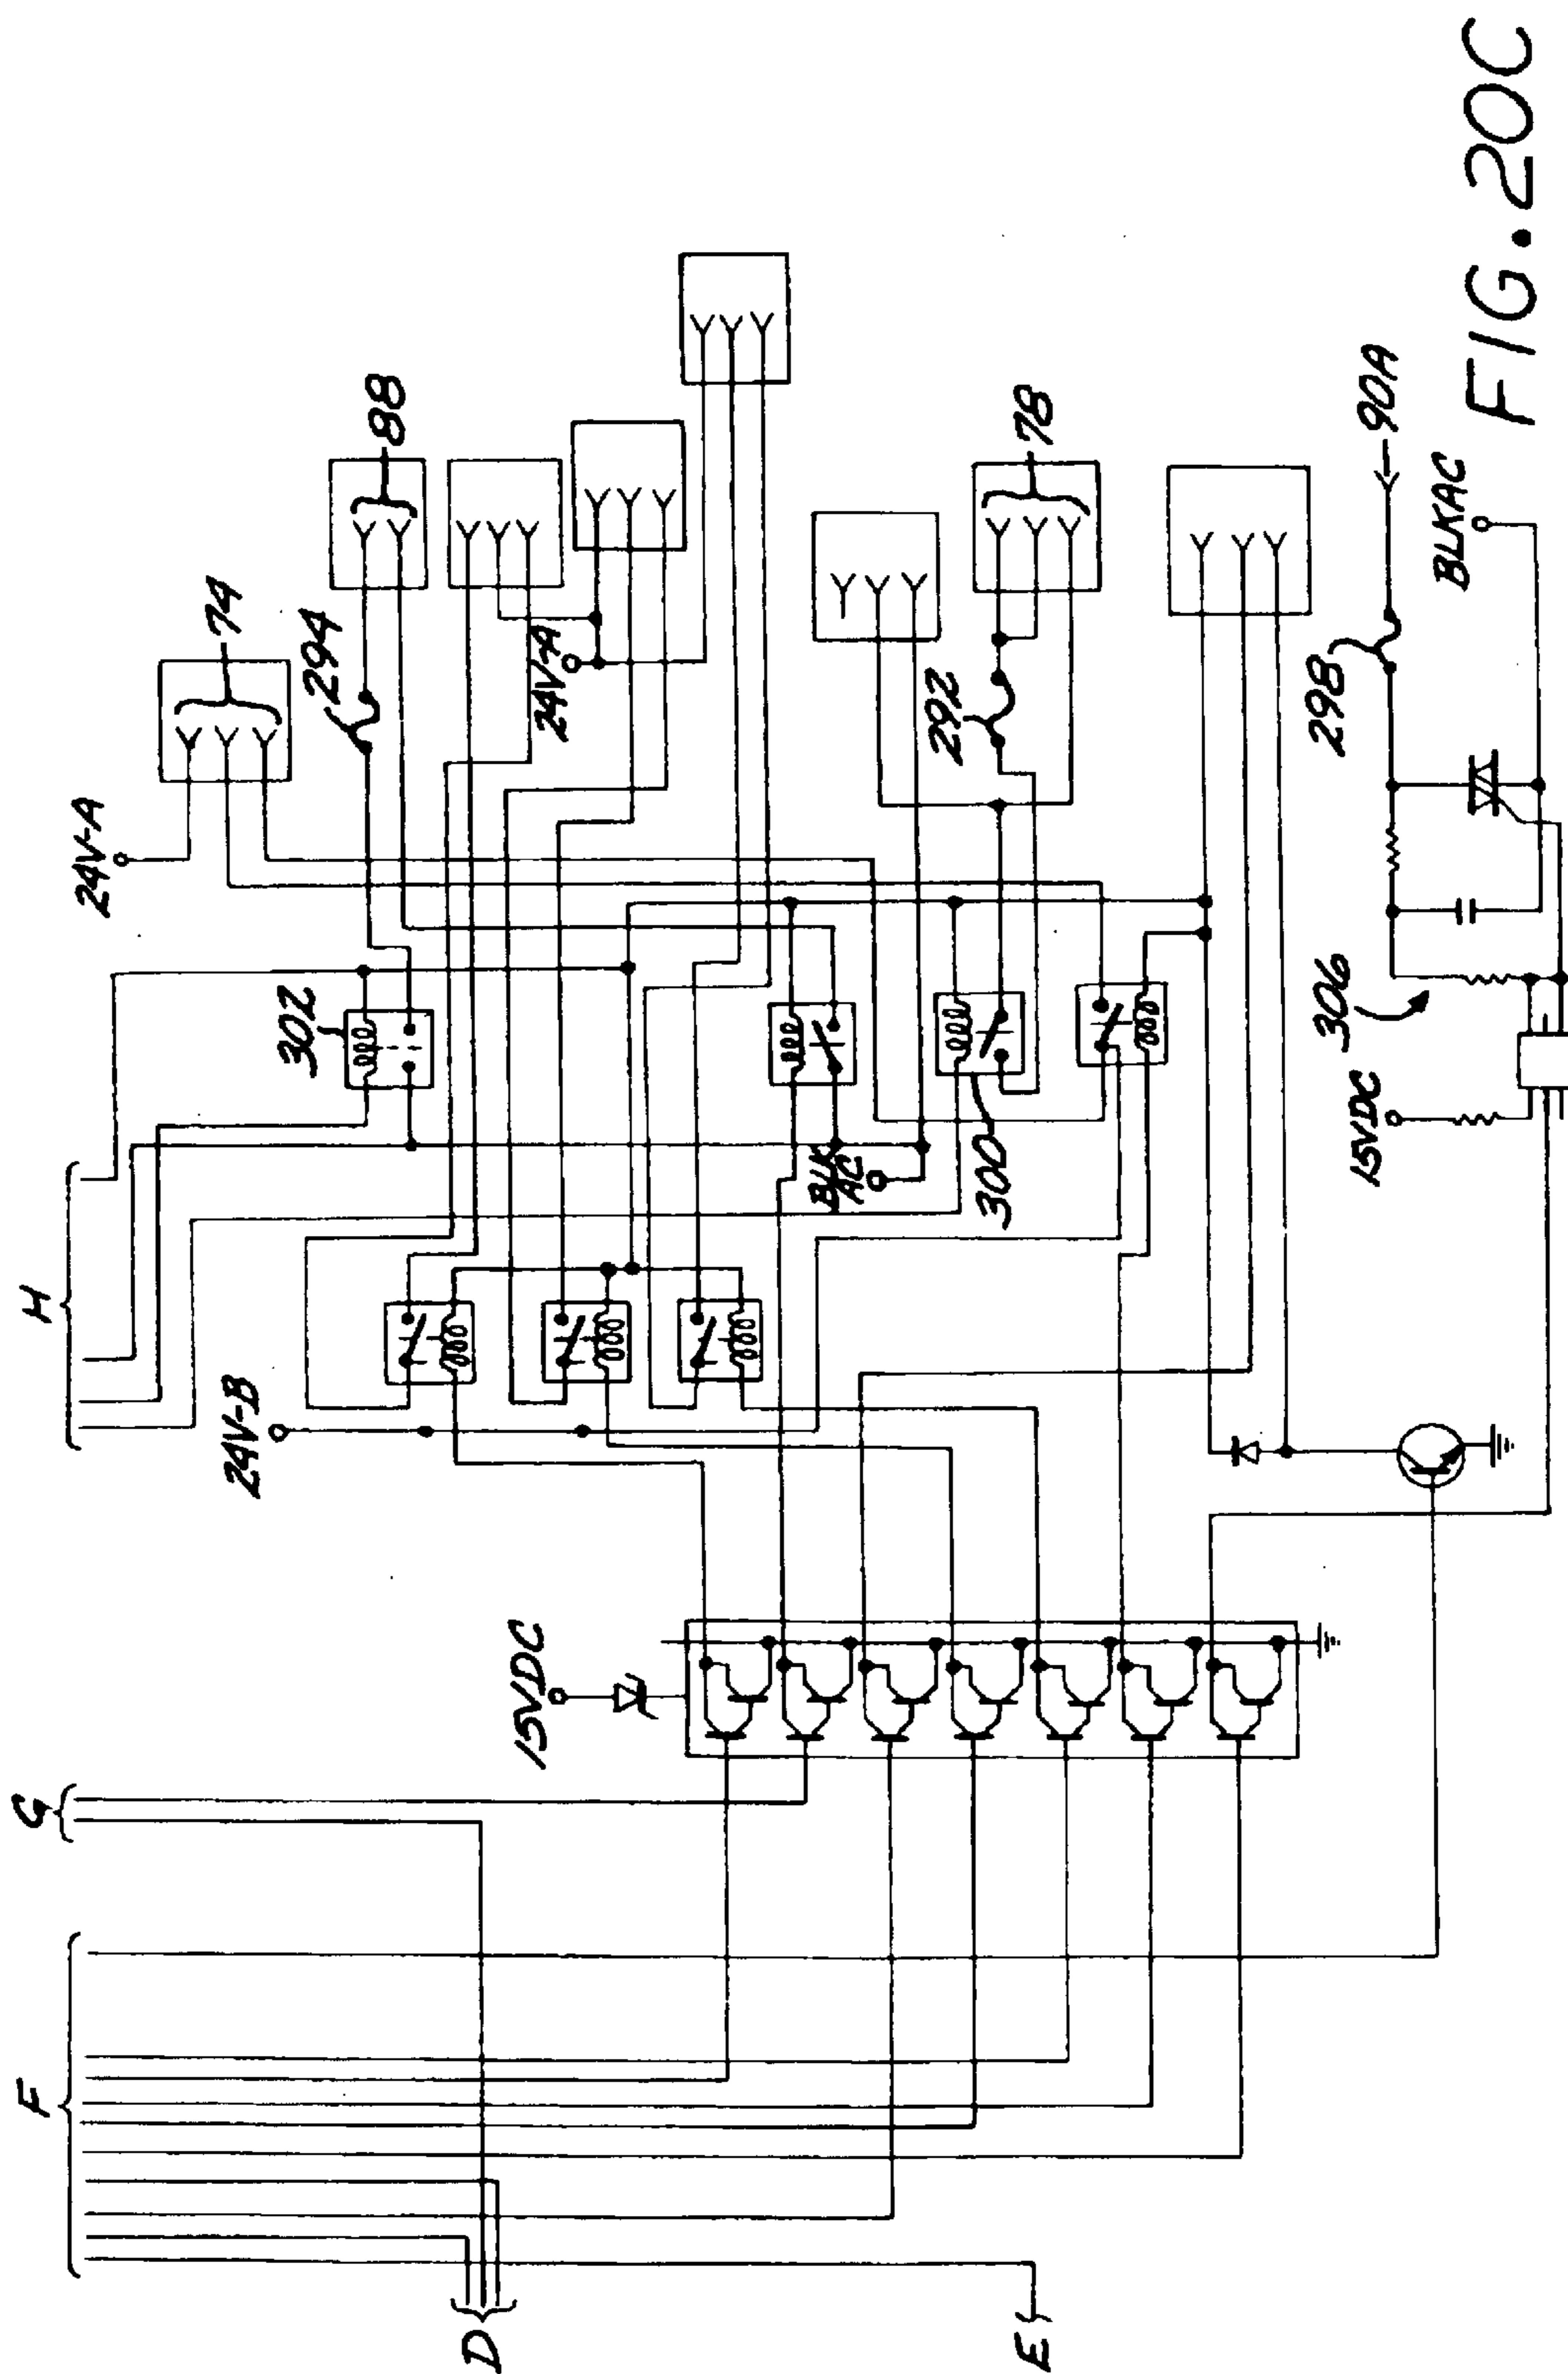 H
G
F
D
E
24V-A
74
294
88
302
24V-B
24V-A
15VDC
BLK
AC
300
292
78
306
298
90A
15VDC
BLKAC
FIG. 20C